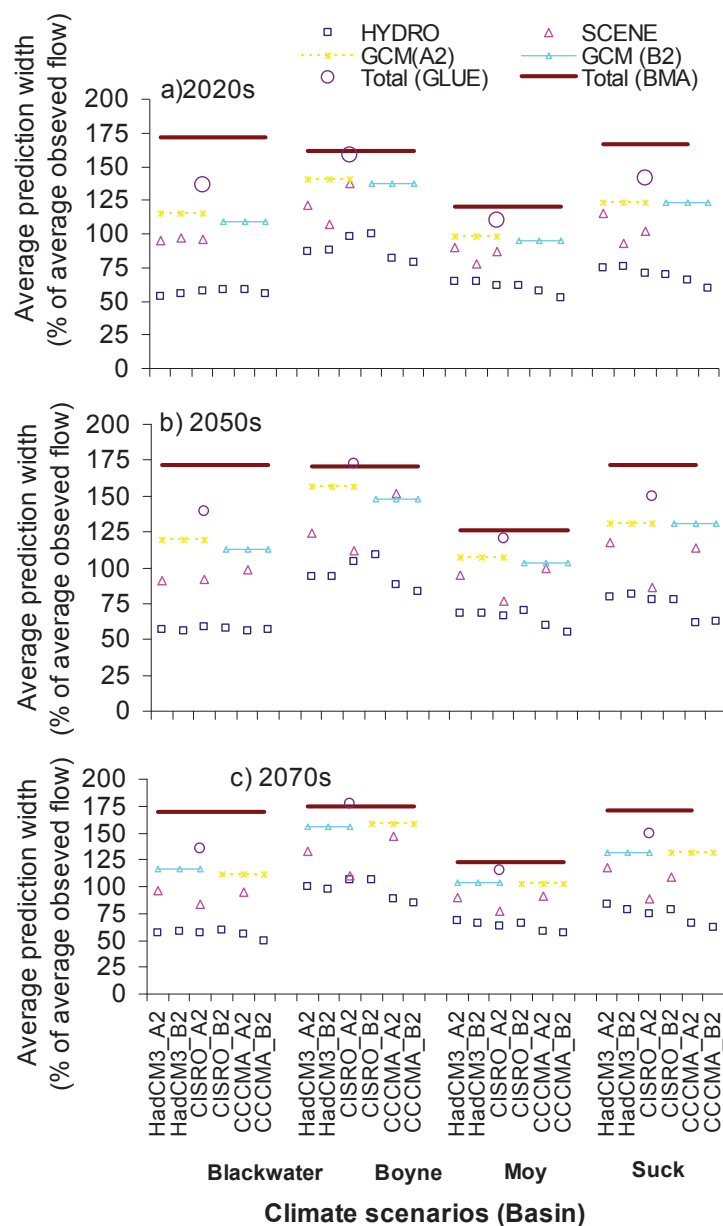 HYDRO
SCENE
GCM(A2)
GCM (B2)
Total (GLUE)
Total (BMA)
a)2020s
Average prediction width
(% of average obseved flow)
200
175
150
125
100
75
50
25
0
b) 2050s
Average prediction width
(% of average obseved flow)
200
175
150
125
100
75
50
25
0
c) 2070s
Average prediction width
(% of average obseved flow)
200
175
150
125
100
75
50
25
0
HadCM3_A2
HadCM3_B2
CISRO_A2
CISRO_B2
CCCMA_A2
CCCMA_B2
HadCM3_A2
HadCM3_B2
CISRO_A2
CISRO_B2
CCCMA_A2
CCCMA_B2
HadCM3_A2
HadCM3_B2
CISRO_A2
CISRO_B2
CCCMA_A2
CCCMA_B2
HadCM3_A2
HadCM3_B2
CISRO_A2
CISRO_B2
CCCMA_A2
CCCMA_B2
Blackwater
Boyne
Moy
Suck
Climate scenarios (Basin)